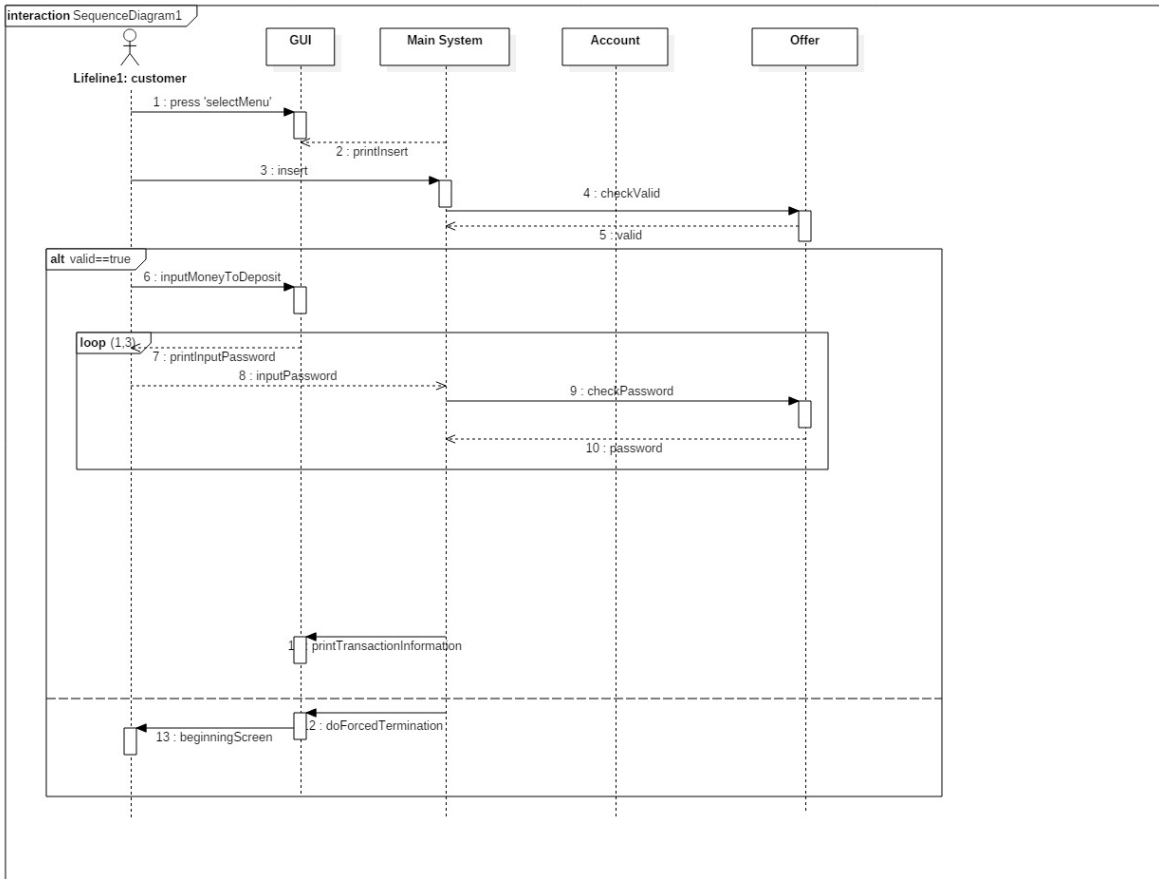 interaction SequenceDiagram1
GUI
Main System
Account
Offer
Lifeline1: customer
1 : press 'selectMenu'
2 : printInsert
3 : insert
4 : checkValid
5 : valid
alt valid==true
6 : inputMoneyToDeposit
loop (1,3)
7 : printInputPassword
8 : inputPassword
9 : checkPassword
10 : password
printTransactionInformation
2 : doForcedTermination
13 : beginningScreen